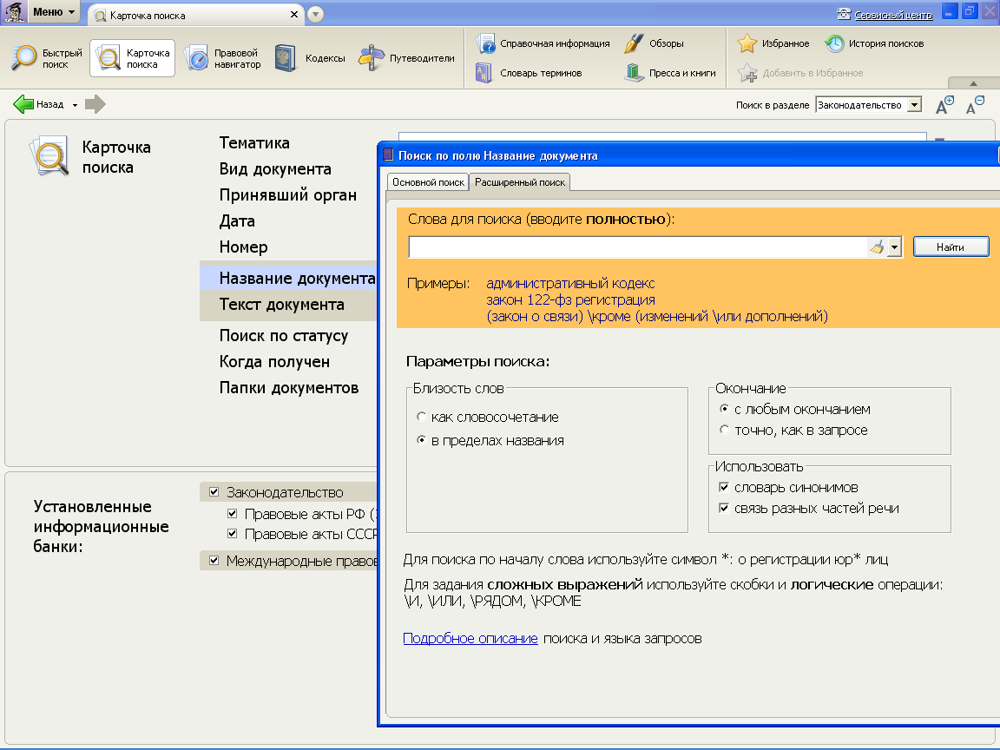 Меню
Карточка поиска
Сервисный центр
Быстрый поиск
Карточка поиска
Правовой навигатор
Кодексы
Путеводители
Справочная информация
Словарь терминов
Обзоры
Пресса и книги
Избранное
История поисков
Добавить в Избранное
Назад
Поиск в разделе
Законодательство
Карточка
поиска
Тематика
Вид документа
Принявший орган
Дата
Номер
Название документа
Текст документа
Поиск по статусу
Когда получен
Папки документов
Установленные
информационные
банки:
Законодательство
Правовые акты РФ (
Правовые акты СССР
Международные право
Поиск по полю Название документа
Основной поиск
Расширенный поиск
Слова для поиска (вводите полностью):
Найти
Примеры: административный кодекс
закон 122-фз регистрация
(закон о связи) \кроме (изменений \или дополнений)
Параметры поиска:
Близость слов
как словосочетание
в пределах названия
Окончание
с любым окончанием
точно, как в запросе
Использовать
словарь синонимов
связь разных частей речи
Для поиска по началу слова используйте символ *: о регистрации юр* лиц
Для задания сложных выражений используйте скобки и логические операции:
\И, \ИЛИ, \РЯДОМ, \КРОМЕ
Подробное описание поиска и языка запросов